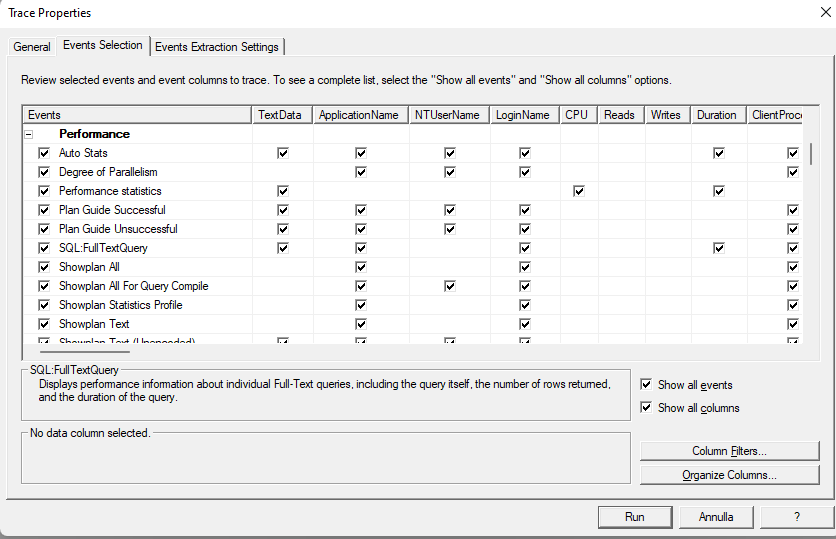 Trace Properties
General Events Selection Events Extraction Settings
Review selected events and event columns to trace. To see a complete list, select the "Show all events" and "Show all columns" options.
Events TextData ApplicationName NTUserName LoginName CPU Reads Writes Duration ClientProce
Performance
Auto Stats
Degree of Parallelism
Performance statistics
Plan Guide Successful
Plan Guide Unsuccessful
SQL:FullTextQuery
Showplan All
Showplan All For Query Compile
Showplan Statistics Profile
Showplan Text
Showplan Text (Unencoded)
SQL:FullTextQuery
Displays performance information about individual Full-Text queries, including the query itself, the number of rows returned,
and the duration of the query.
Show all events
Show all columns
No data column selected.
Column Filters...
Organize Columns...
Run Annulla ?